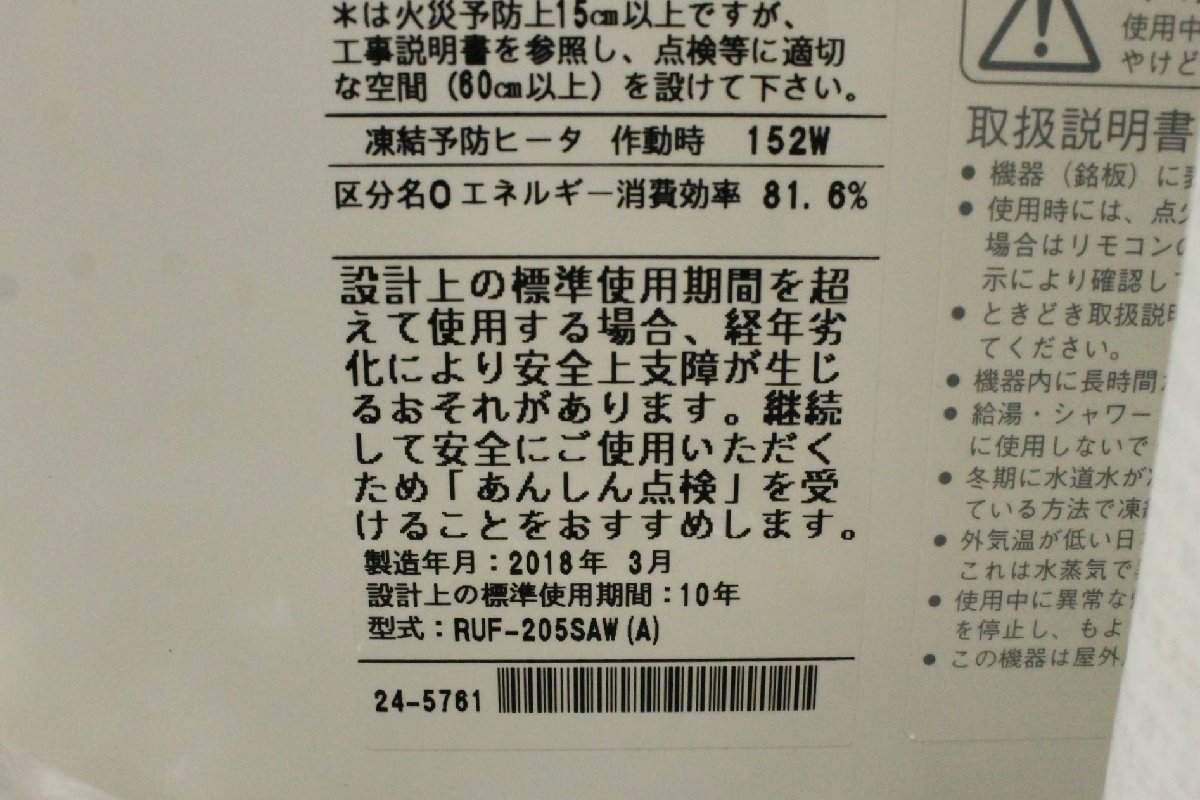 *は火災予防上15cm以上ですが、
工事説明書を参照し、点検等に適切
な空間(60cm以上)を設けて下さい。
凍結予防ヒータ 作動時 152W
区分名O エネルギー消費効率 81.6%
設計上の標準使用期間を超
えて使用する場合、経年劣
化により安全上支障が生じ
るおそれがあります。継続
して安全にご使用いただく
ため「あんしん点検」を受
けることをおすすめします。
製造年月:2018年 3月
設計上の標準使用期間:10年
型式:RUF-205SAW(A)
24-5761
使用中
やけど
取扱説明書
●機器(銘板)に
●使用時には、点
場合はリモコンの
示により確認して
●ときどき取扱説明
てください。
●機器内に長時間
●給湯・シャワー
に使用しないで
●冬期に水道水が
ている方法で凍結
●外気温が低い日
これは水蒸気で
●使用中に異常な
を停止し、もよ
●この機器は屋外